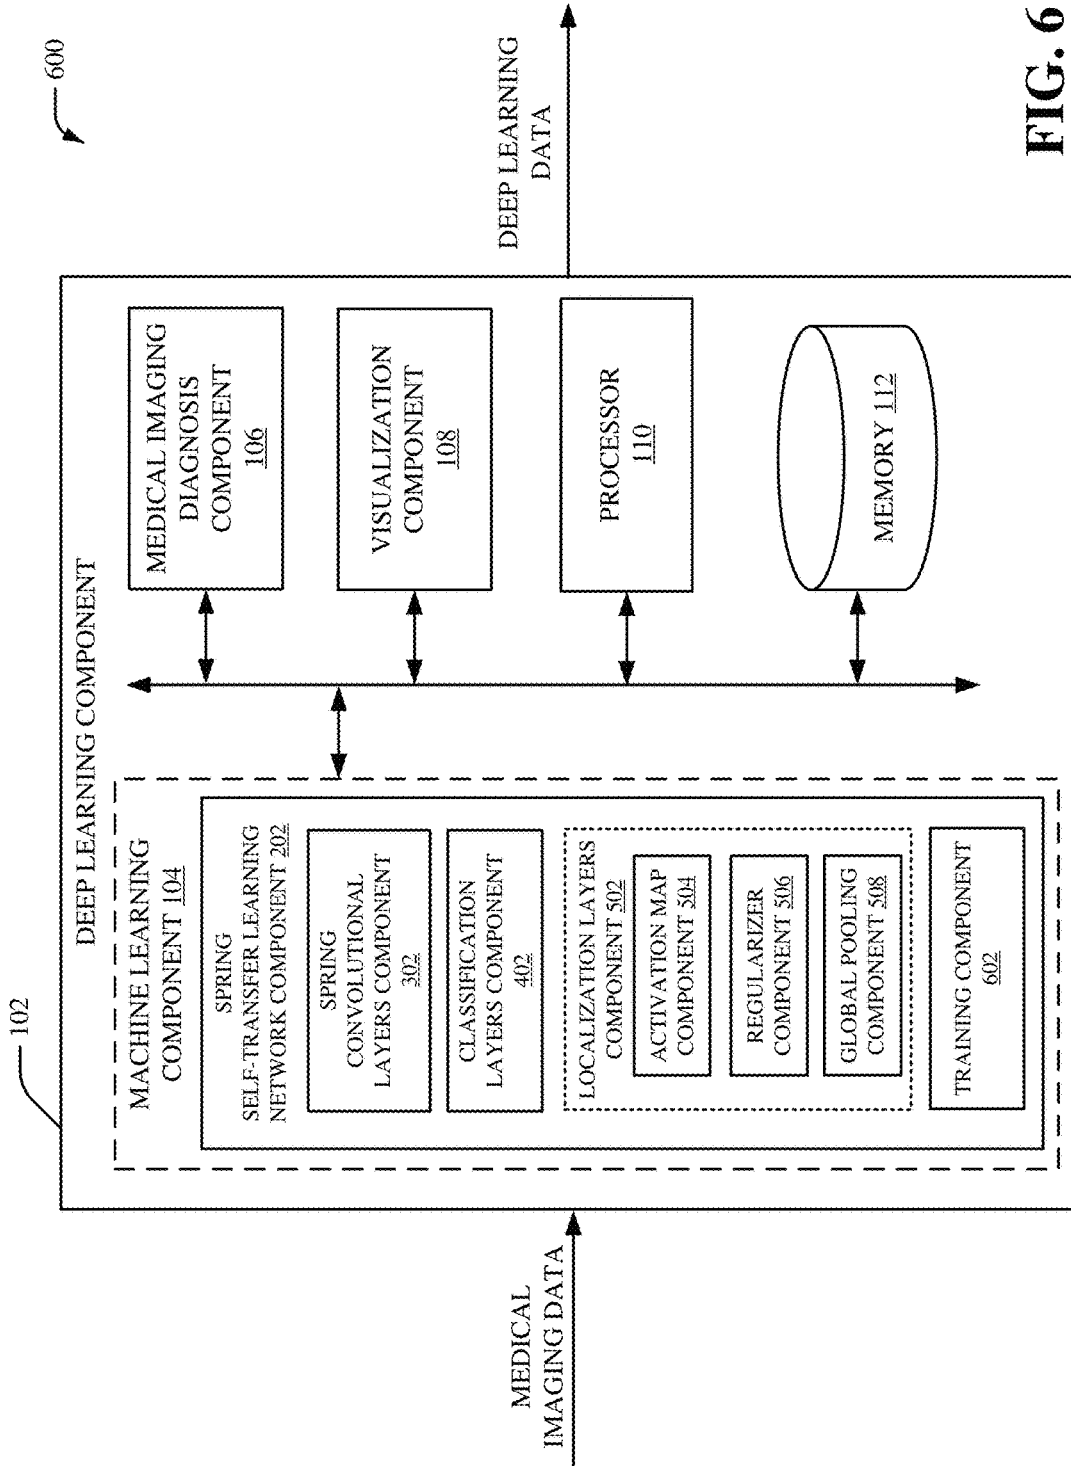 600
102
DEEP LEARNING COMPONENT
MACHINE LEARNING
COMPONENT 104
SPRING
SELF-TRANSFER LEARNING
NETWORK COMPONENT 202
SPRING
CONVOLUTIONAL
LAYERS COMPONENT
302
CLASSIFICATION
LAYERS COMPONENT
402
LOCALIZATION LAYERS
COMPONENT 502
ACTIVATION MAP
COMPONENT 504
REGULARIZER
COMPONENT 506
GLOBAL POOLING
COMPONENT 508
TRAINING COMPONENT
602
MEDICAL IMAGING
DIAGNOSIS
COMPONENT
106
VISUALIZATION
COMPONENT
108
PROCESSOR
110
MEMORY 112
MEDICAL
IMAGING DATA
DEEP LEARNING
DATA
FIG. 6